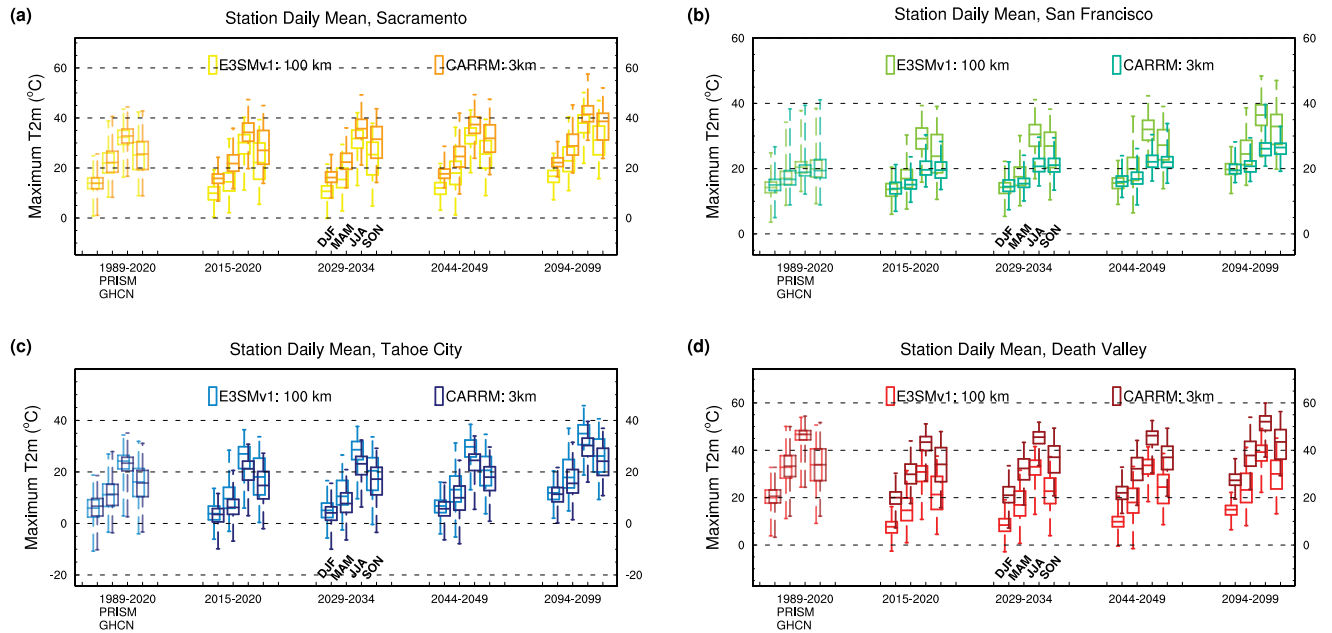 (a)
Station Daily Mean, Sacramento
Maximum T2m (°C)
60
40
20
0
E3SMv1: 100 km
CARRM: 3km
60
40
20
0
DJF
MAM
JJA
SON
1989-2020
PRISM
GHCN
2015-2020
2029-2034
2044-2049
2094-2099
(b)
Station Daily Mean, San Francisco
Maximum T2m (°C)
60
40
20
0
E3SMv1: 100 km
CARRM: 3km
60
40
20
0
DJF
MAM
JJA
SON
1989-2020
PRISM
GHCN
2015-2020
2029-2034
2044-2049
2094-2099
(c)
Station Daily Mean, Tahoe City
Maximum T2m (°C)
40
20
0
-20
E3SMv1: 100 km
CARRM: 3km
40
20
0
-20
DJF
MAM
JJA
SON
1989-2020
PRISM
GHCN
2015-2020
2029-2034
2044-2049
2094-2099
(d)
Station Daily Mean, Death Valley
Maximum T2m (°C)
60
40
20
0
E3SMv1: 100 km
CARRM: 3km
60
40
20
0
DJF
MAM
JJA
SON
1989-2020
PRISM
GHCN
2015-2020
2029-2034
2044-2049
2094-2099